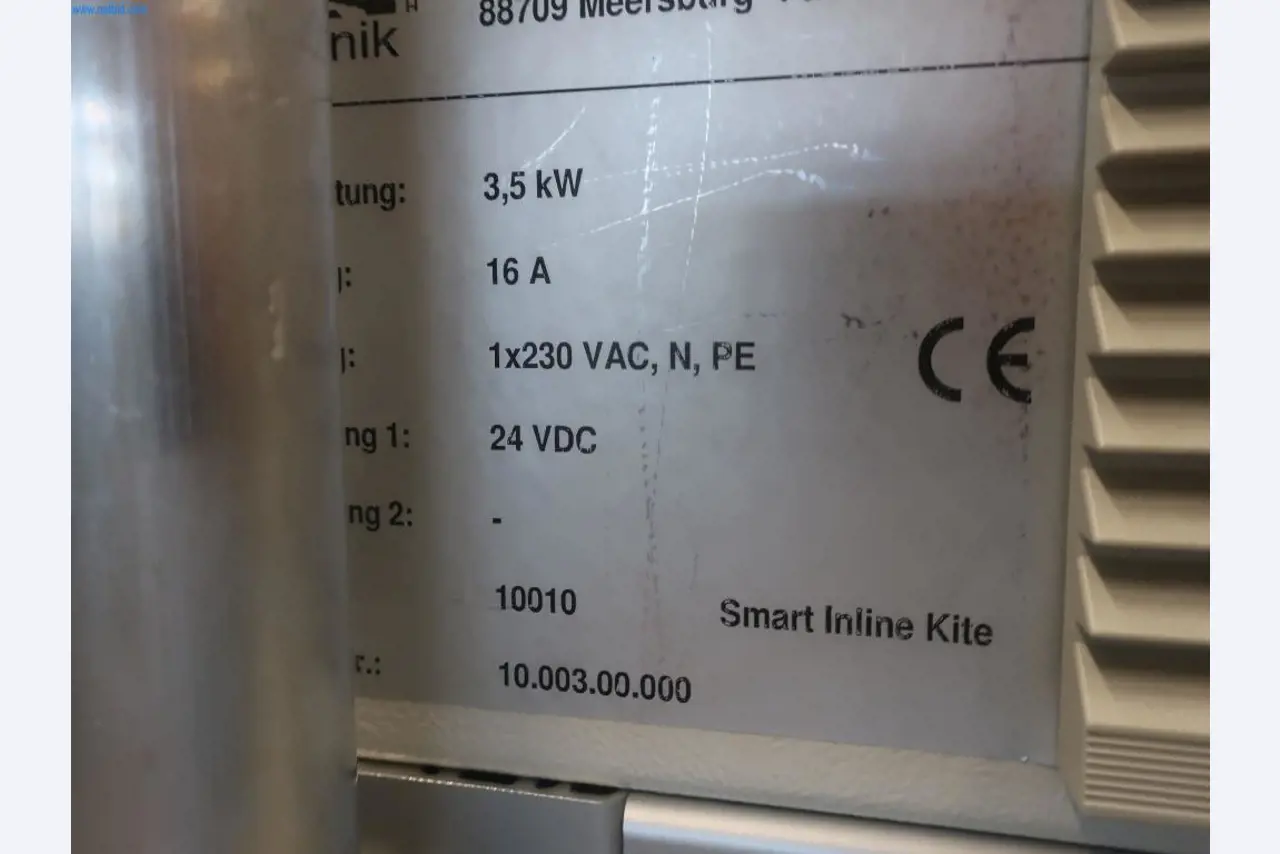 H
nik
88709 Meersburg
tung: 3,5 kW
g: 16 A
g: 1x230 VAC, N, PE
CE
ng 1: 24 VDC
ng 2: -
10010 Smart Inline Kite
r.: 10.003.00.000